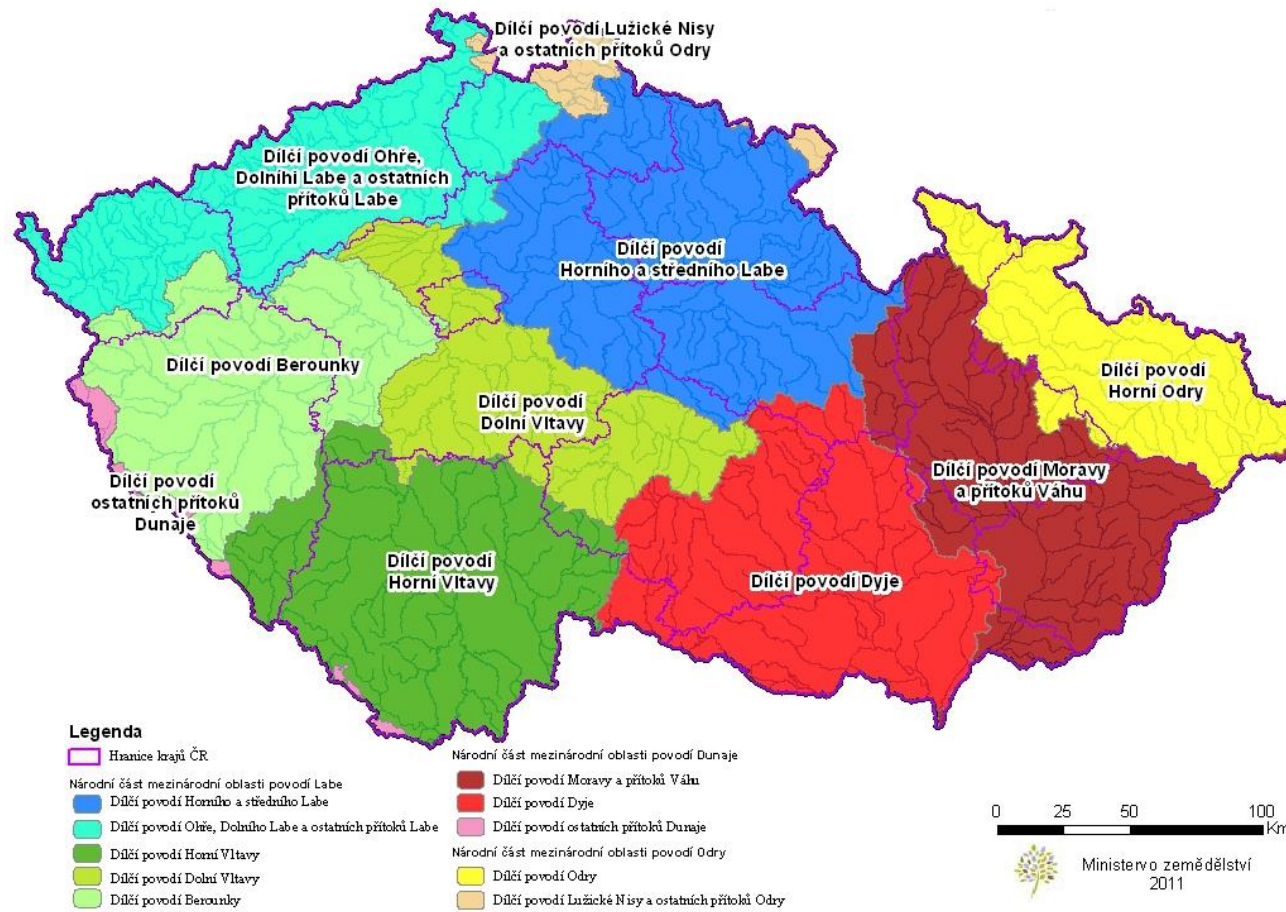 Dílčí povodí Lužické Nisy
a ostatních přítoků Odry
Dílčí povodí Ohře,
Dolníhi Labe a ostatních
přítoků Labe
Dílčí povodí
Horního a středního Labe
Dílčí povodí Berounky
Dílčí povodí
Horní Odry
Dílčí povodí
Dolní Vltavy
Dílčí povodí Moravy
a přítoků Váhu
Dílčí povodí
ostatních přítoků
Dunaje
Dílčí povodí
Horní Vltavy
Dílčí povodí Dyje
Legenda
Hranice krajů ČR
Národní část mezinárodní oblasti povodí Labe
Dílčí povodí Horního a středního Labe
Dílčí povodí Ohře, Dolního Labe a ostatních přítoků Labe
Dílčí povodí Horní Vltavy
Dílčí povodí Dolní Vltavy
Dílčí povodí Berounky
Národní část mezinárodní oblasti povodí Dunaje
Dílčí povodí Moravy a přítoků Váhu
Dílčí povodí Dyje
Dílčí povodí ostatních přítoků Dunaje
Národní část mezinárodní oblasti povodí Odry
Dílčí povodí Odry
Dílčí povodí Lužické Nisy a ostatních přítoků Odry
0 25 50 100
Km
Ministervo zemědělství
2011